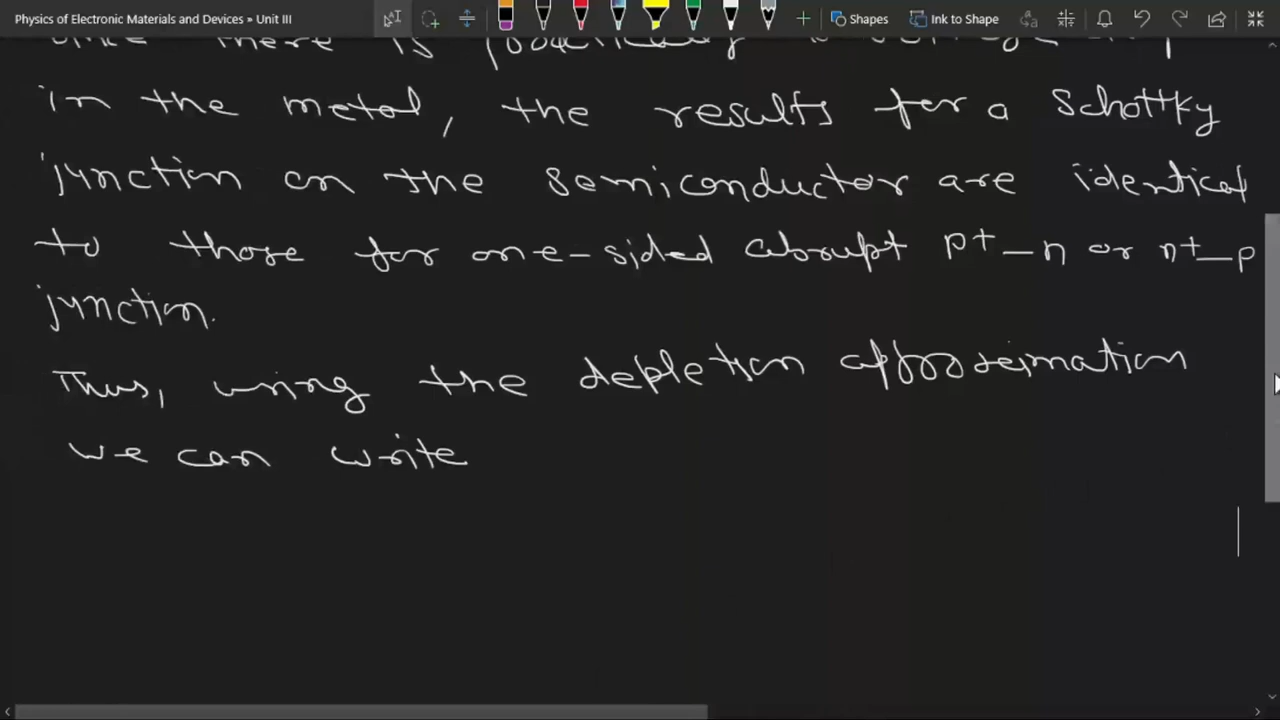 Physics of Electronic Materials and Devices » Unit III
Shapes
Ink to Shape
there is
in the metal, the results for a Schottky
junction on the semiconductor are identical
to those for one-sided abrupt p+-n or n+-p
junction.
Thus, using the depletion approximation
we can write